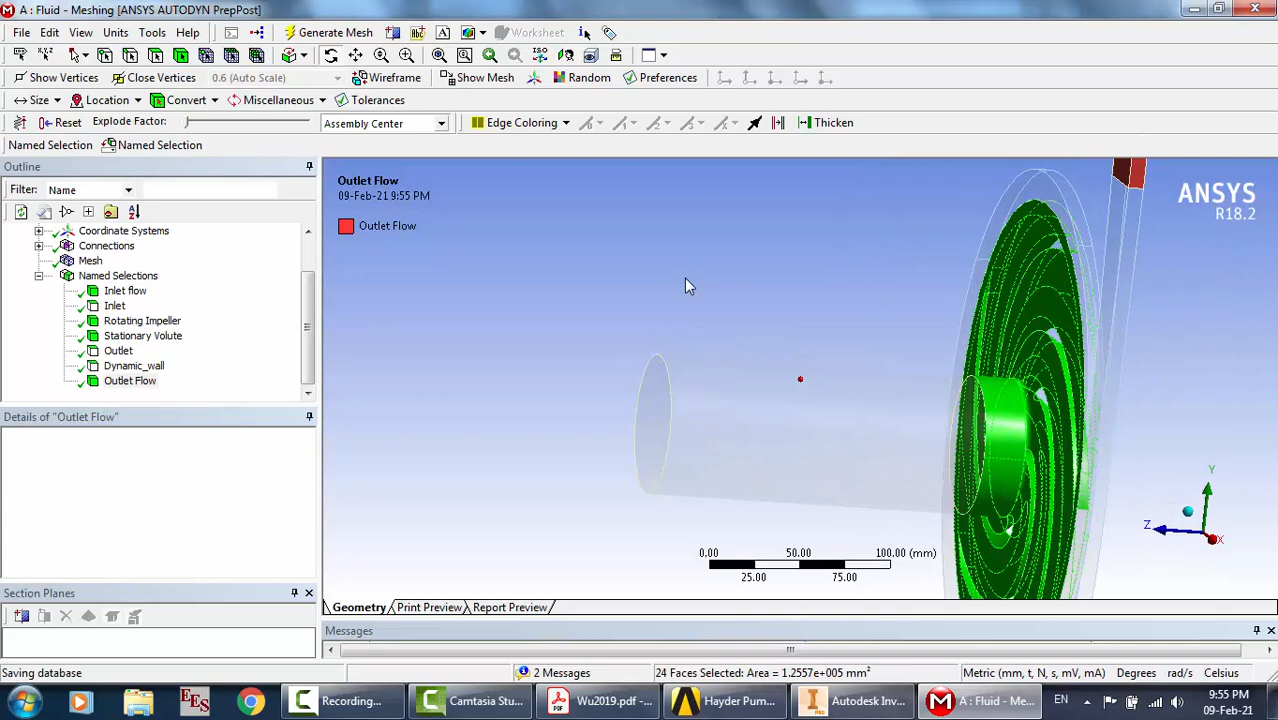 A : Fluid - Meshing [ANSYS AUTODYN PrepPost]
File Edit View Units Tools Help Generate Mesh Worksheet
Show Vertices Close Vertices 0.6 (Auto Scale) Wireframe Show Mesh Random Preferences
Size Location Convert Miscellaneous Tolerances
Reset Explode Factor: Assembly Center Edge Coloring Thicken
Named Selection Named Selection
Outline
Filter: Name
Coordinate Systems
Connections
Mesh
Named Selections
Inlet flow
Inlet
Rotating Impeller
Stationary Volute
Outlet
Dynamic_wall
Outlet Flow
Details of "Outlet Flow"
Section Planes
Outlet Flow
09-Feb-21 9:55 PM
Outlet Flow
ANSYS
R18.2
Y
Z
X
0.00 50.00 100.00 (mm)
25.00 75.00
Geometry Print Preview Report Preview
Messages
Saving database 2 Messages 24 Faces Selected: Area = 1.2557e+005 mm² Metric (mm, t, N, s, mV, mA) Degrees rad/s Celsius
EES Recording... Camtasia Stu... Wu2019.pdf -... Hayder Pum... Autodesk Inv... A : Fluid - Me... EN 9:55 PM
09-Feb-21